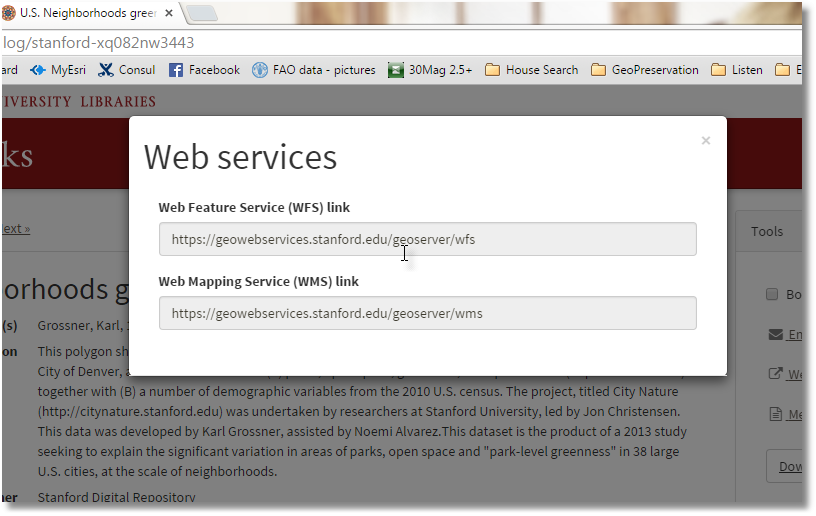 U.S. Neighborhoods gree
log/stanford-xq082nw3443
ard MyEsri Consul Facebook FAO data - pictures 30Mag 2.5+ House Search GeoPreservation Listen E
IVERSITY LIBRARIES
ks
Web services
×
Web Feature Service (WFS) link
https://geowebservices.stanford.edu/geoserver/wfs
Web Mapping Service (WMS) link
https://geowebservices.stanford.edu/geoserver/wms
ext »
Tools
orhoods g
Bo
(s) Grossner, Karl,
Em
on This polygon sh
City of Denver, a
We
together with (B) a number of demographic variables from the 2010 U.S. census. The project, titled City Nature
(http://citynature.stanford.edu) was undertaken by researchers at Stanford University, led by Jon Christensen.
Me
This data was developed by Karl Grossner, assisted by Noemi Alvarez.This dataset is the product of a 2013 study
seeking to explain the significant variation in areas of parks, open space and "park-level greenness" in 38 large
U.S. cities, at the scale of neighborhoods.
Dow
ner Stanford Digital Repository